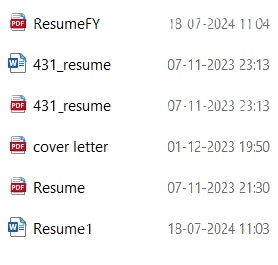 ResumeFY 18-07-2024 11:04
431_resume 07-11-2023 23:13
431_resume 07-11-2023 23:13
cover letter 01-12-2023 19:50
Resume 07-11-2023 21:30
Resume1 18-07-2024 11:03